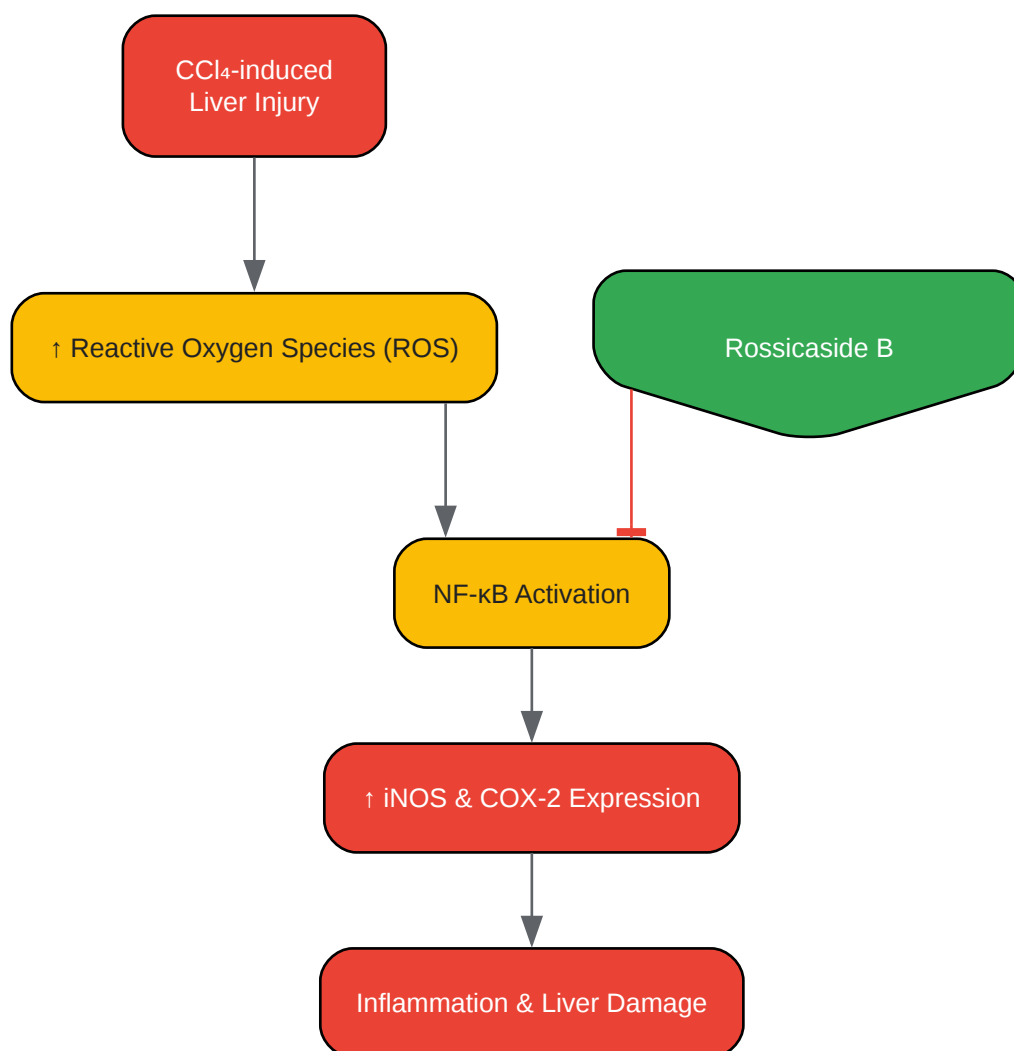 CCl₄-induced
Liver Injury
↑ Reactive Oxygen Species (ROS)
Rossicaside B
NF-κB Activation
↑ iNOS & COX-2 Expression
Inflammation & Liver Damage